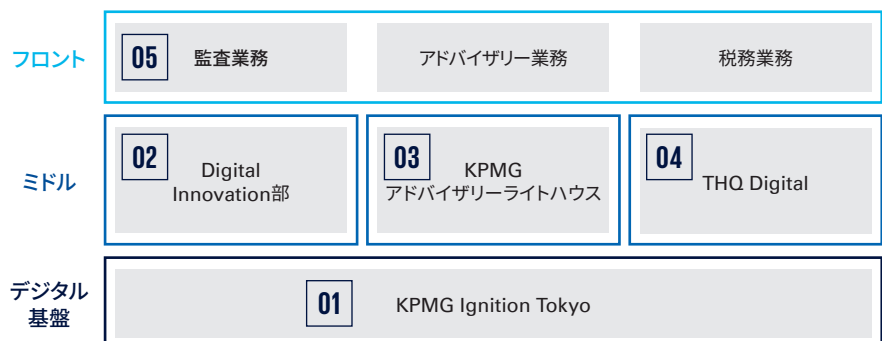 フロント
05 監査業務
アドバイザリー業務
税務業務
ミドル
02 Digital
Innovation部
03 KPMG
アドバイザリーライトハウス
04 THQ Digital
デジタル
基盤
01 KPMG Ignition Tokyo